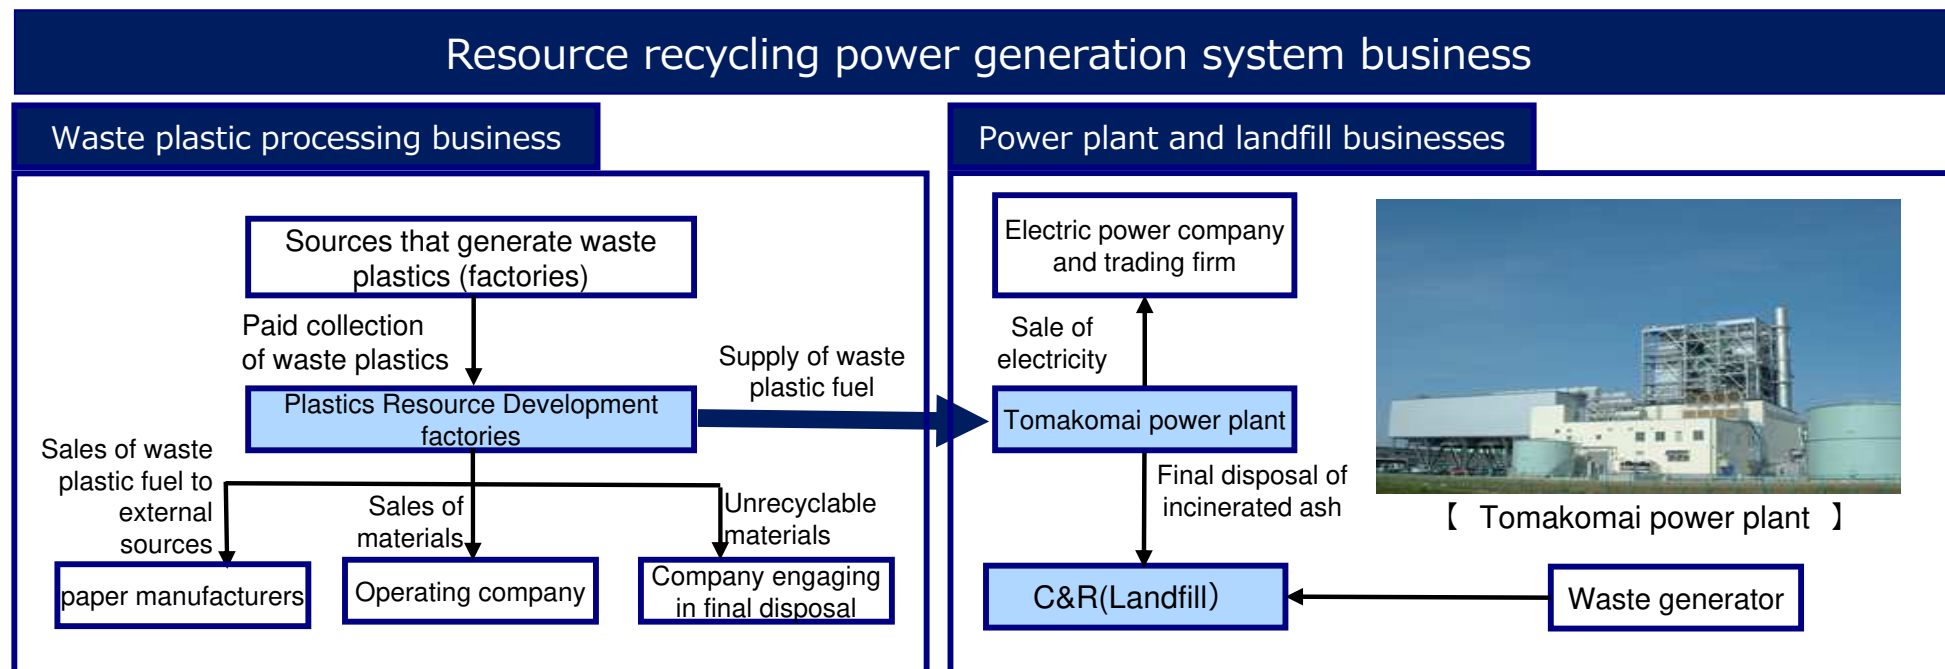 Resource recycling power generation system business
Waste plastic processing business
Sources that generate waste
plastics (factories)
Paid collection
of waste plastics
Supply of waste
plastic fuel
Plastics Resource Development
factories
Sales of waste
plastic fuel to
external
sources
Sales of
materials
Unrecyclable
materials
paper manufacturers
Operating company
Company engaging
in final disposal
Power plant and landfill businesses
Electric power company
and trading firm
Sale of
electricity
Tomakomai power plant
Final disposal of
incinerated ash
C&R(Landfill）
Waste generator
【 Tomakomai power plant 】